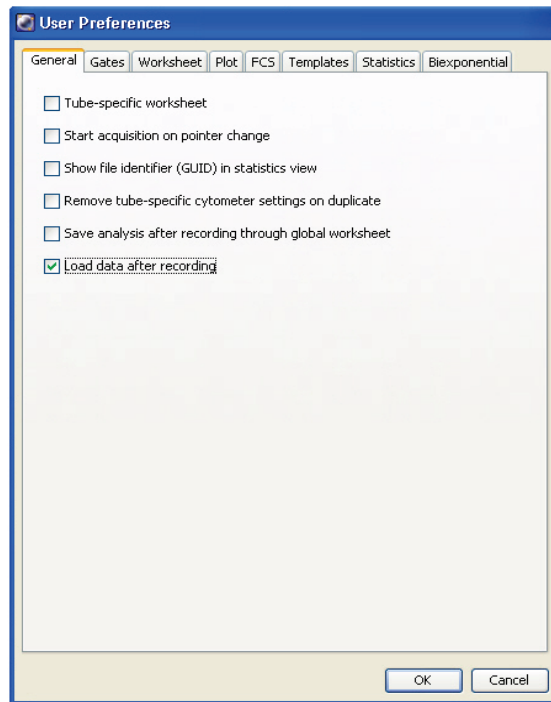 User Preferences
General Gates Worksheet Plot FCS Templates Statistics Biexponential
Tube-specific worksheet
Start acquisition on pointer change
Show file identifier (GUID) in statistics view
Remove tube-specific cytometer settings on duplicate
Save analysis after recording through global worksheet
Load data after recording
OK Cancel